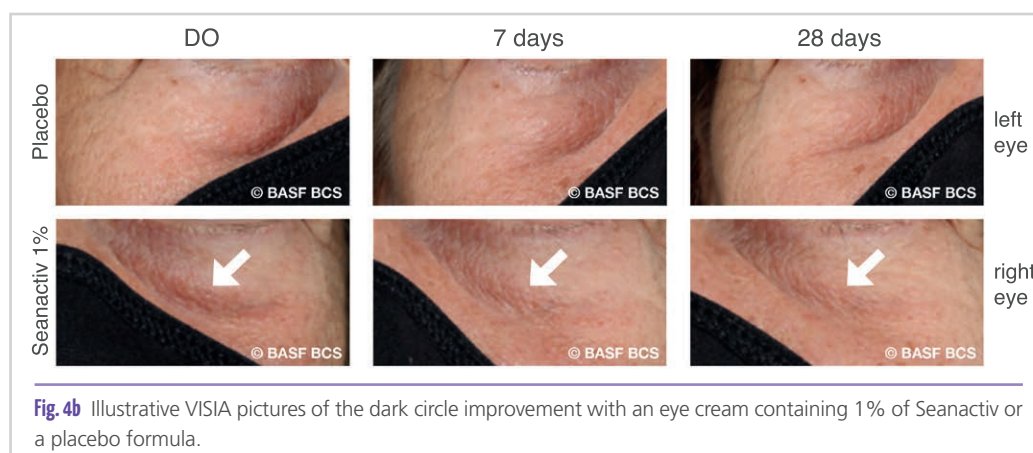 DO 7 days 28 days
Placebo
© BASF BCS © BASF BCS © BASF BCS
left
eye
Seanactiv 1%
© BASF BCS © BASF BCS © BASF BCS
right
eye
Fig. 4b Illustrative VISIA pictures of the dark circle improvement with an eye cream containing 1% of Seanactiv or
a placebo formula.